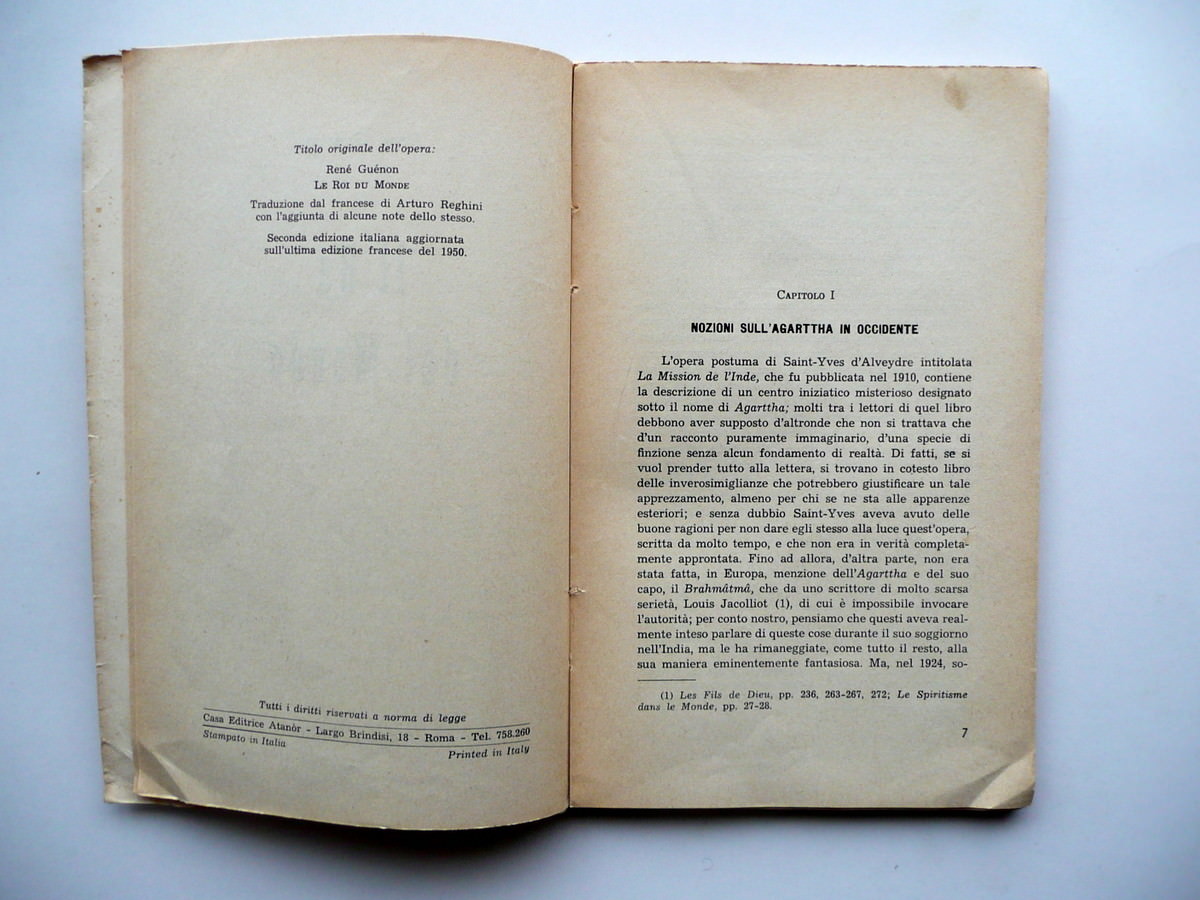 Titolo originale dell'opera:
René Guénon
LE ROI DU MONDE
Traduzione dal francese di Arturo Reghini
con l'aggiunta di alcune note dello stesso.
Seconda edizione italiana aggiornata
sull'ultima edizione francese del 1950.
Tutti i diritti riservati a norma di legge
Casa Editrice Atanòr - Largo Brindisi, 18 - Roma - Tel. 758.260
Stampato in Italia
Printed in Italy
CAPITOLO I
NOZIONI SULL'AGARTTHA IN OCCIDENTE
L'opera postuma di Saint-Yves d'Alveydre intitolata
La Mission de l'Inde, che fu pubblicata nel 1910, contiene
la descrizione di un centro iniziatico misterioso designato
sotto il nome di Agarttha; molti tra i lettori di quel libro
debbono aver supposto d'altronde che non si trattava che
d'un racconto puramente immaginario, d'una specie di
finzione senza alcun fondamento di realtà. Di fatti, se si
vuol prender tutto alla lettera, si trovano in cotesto libro
delle inverosimiglianze che potrebbero giustificare un tale
apprezzamento, almeno per chi se ne sta alle apparenze
esteriori; e senza dubbio Saint-Yves aveva avuto delle
buone ragioni per non dare egli stesso alla luce quest'opera,
scritta da molto tempo, e che non era in verità completa-
mente approntata. Fino ad allora, d'altra parte, non era
stata fatta, in Europa, menzione dell'Agarttha e del suo
capo, il Brahmâtmâ, che da uno scrittore di molto scarsa
serietà, Louis Jacolliot (1), di cui è impossibile invocare
l'autorità; per conto nostro, pensiamo che questi aveva real-
mente inteso parlare di queste cose durante il suo soggiorno
nell'India, ma le ha rimaneggiate, come tutto il resto, alla
sua maniera eminentemente fantasiosa. Ma, nel 1924, so-
(1) Les Fils de Dieu, pp. 236, 263-267, 272; Le Spiritisme
dans le Monde, pp. 27-28.
7